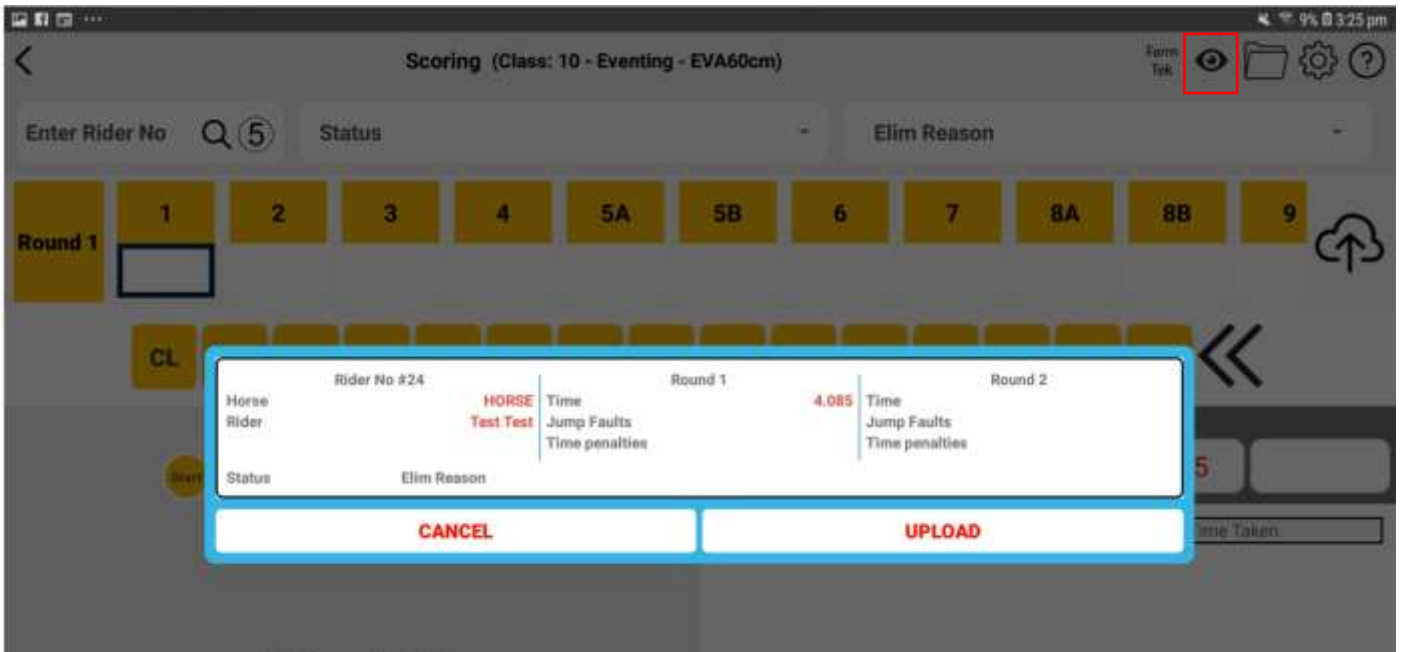 9% 3:25 pm
Scoring (Class: 10 - Eventing - EVA60cm)
Farm
Tek
?
Enter Rider No
5
Status
Elim Reason
Round 1
1 2 3 4 5A 5B 6 7 8A 8B 9
CL
Rider No #24 Round 1 Round 2
Horse HORSE Time 4.085 Time
Rider Test Test Jump Faults Jump Faults
Time penalties Time penalties
Status Elim Reason
Start
5
CANCEL UPLOAD
Time Taken